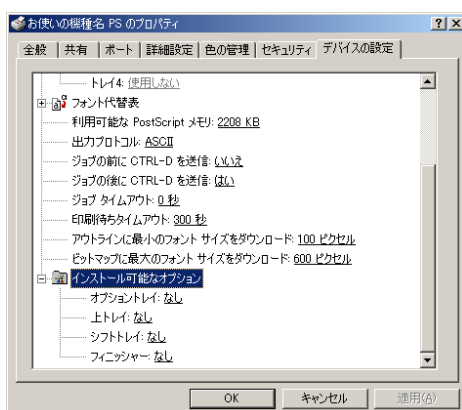 お使いの機種名 PS のプロパティ
全般 共有 ポート 詳細設定 色の管理 セキュリティ デバイスの設定
トレイ4: 使用しない
フォント代替表
利用可能な PostScript メモリ: 2208 KB
出力プロトコル: ASCII
ジョブの前に CTRL-D を送信: いいえ
ジョブの後に CTRL-D を送信: はい
ジョブ タイムアウト: 0 秒
印刷待ちタイムアウト: 300 秒
アウトラインに最小のフォント サイズをダウンロード: 100 ピクセル
ビットマップに最大のフォント サイズをダウンロード: 600 ピクセル
インストール可能なオプション
オプショントレイ: なし
上トレイ: なし
シフトトレイ: なし
フィニッシャー: なし
OK キャンセル 適用(A)